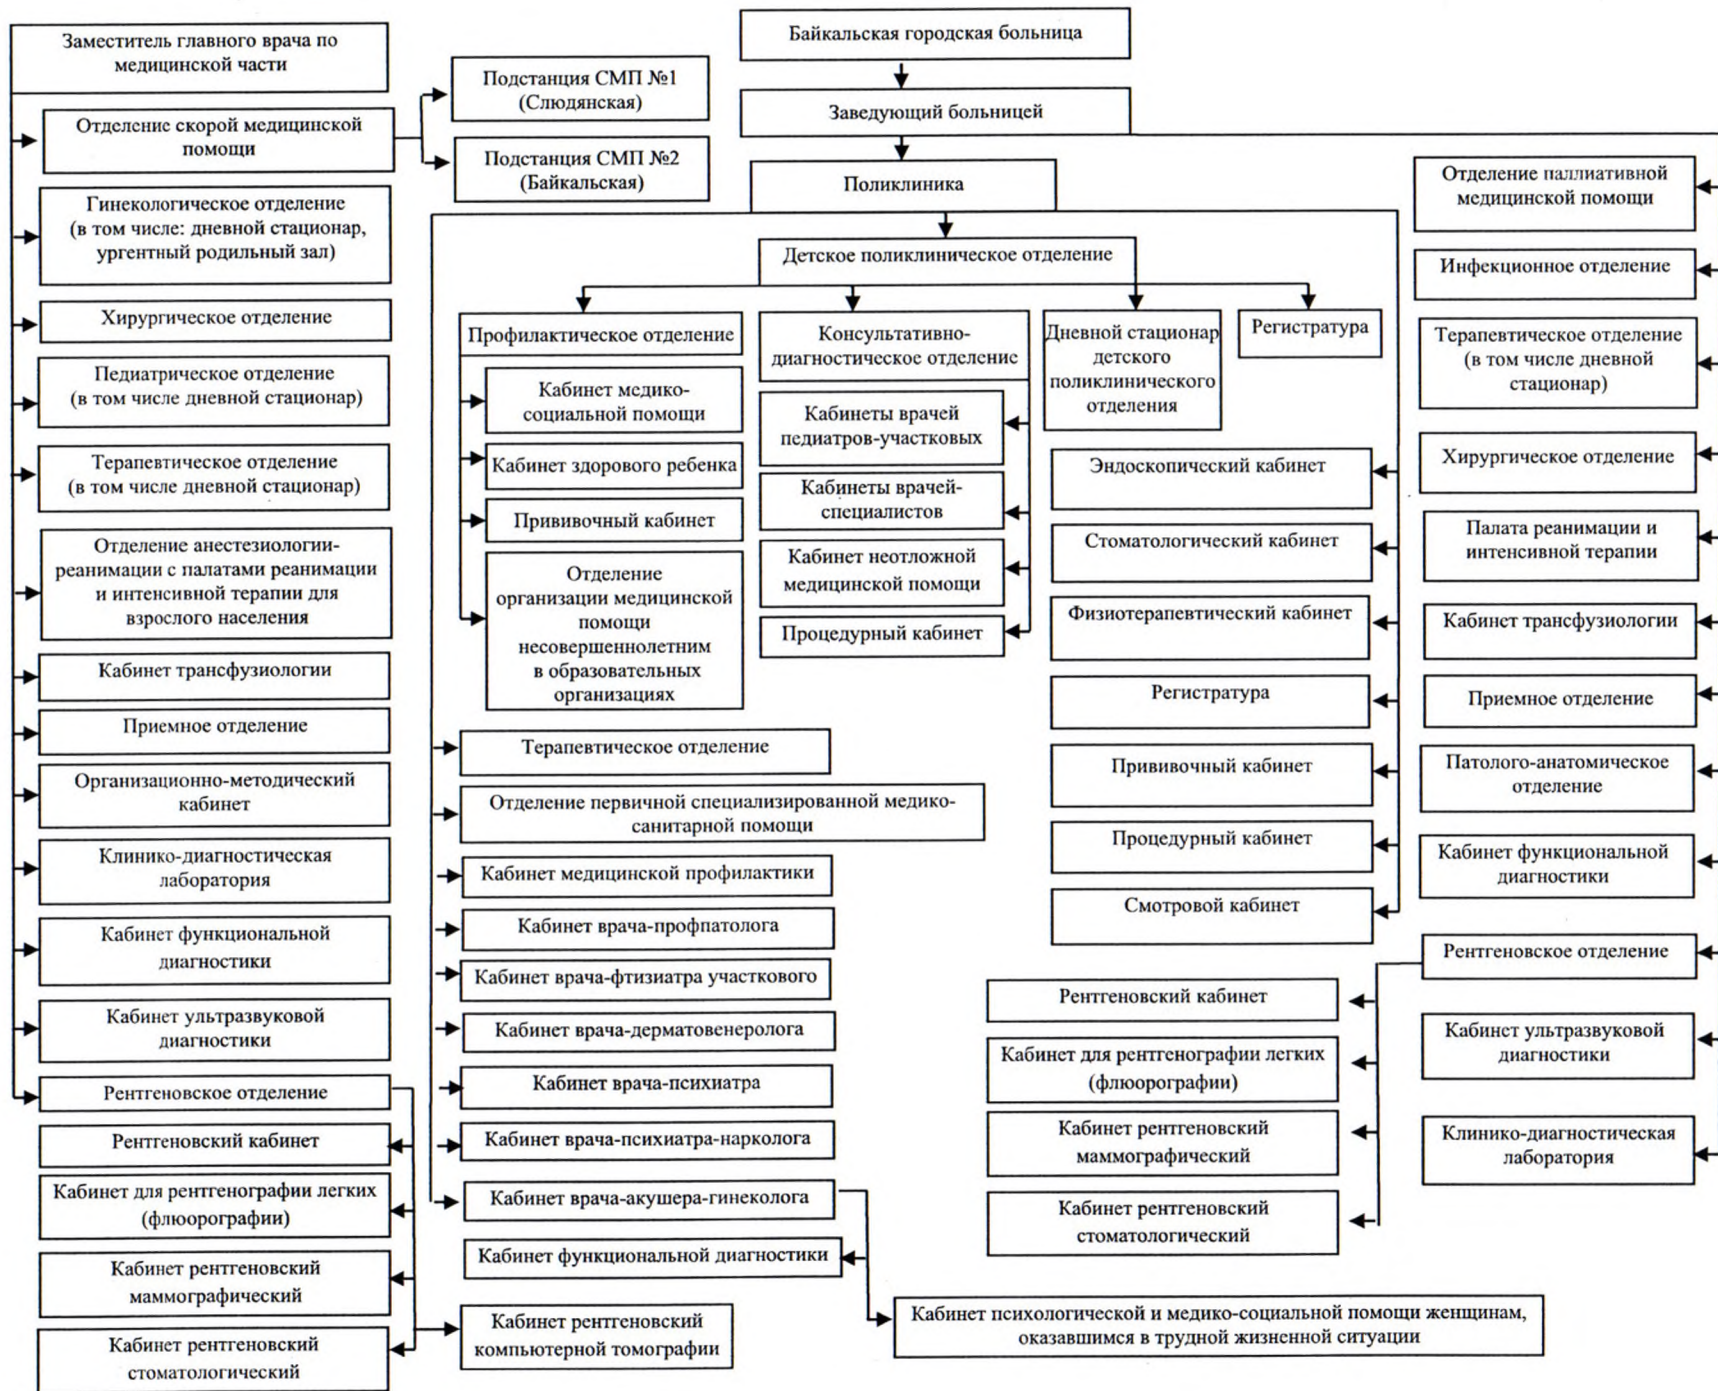 Заместитель главного врача по
медицинской части
Отделение скорой медицинской
помощи
Подстанция СМП №1
(Слюдянская)
Подстанция СМП №2
(Байкальская)
Гинекологическое отделение
(в том числе: дневной стационар,
ургентный родильный зал)
Хирургическое отделение
Педиатрическое отделение
(в том числе дневной стационар)
Терапевтическое отделение
(в том числе дневной стационар)
Отделение анестезиологии-
реанимации с палатами реанимации
и интенсивной терапии для
взрослого населения
Кабинет трансфузиологии
Приемное отделение
Организационно-методический
кабинет
Клинико-диагностическая
лаборатория
Кабинет функциональной
диагностики
Кабинет ультразвуковой
диагностики
Рентгеновское отделение
Рентгеновский кабинет
Кабинет для рентгенографии легких
(флюорографии)
Кабинет рентгеновский
маммографический
Кабинет рентгеновский
стоматологический
Кабинет рентгеновский
компьютерной томографии
Байкальская городская больница
Заведующий больницей
Поликлиника
Детское поликлиническое отделение
Профилактическое отделение
Кабинет медико-
социальной помощи
Кабинет здорового ребенка
Прививочный кабинет
Отделение
организации медицинской
помощи
несовершеннолетним
в образовательных
организациях
Консультативно-
диагностическое отделение
Кабинеты врачей
педиатров-участковых
Кабинеты врачей-
специалистов
Кабинет неотложной
медицинской помощи
Процедурный кабинет
Дневной стационар
детского
поликлинического
отделения
Регистратура
Терапевтическое отделение
Отделение первичной специализированной медико-
санитарной помощи
Кабинет медицинской профилактики
Кабинет врача-профпатолога
Кабинет врача-фтизиатра участкового
Кабинет врача-дерматовенеролога
Кабинет врача-психиатра
Кабинет врача-психиатра-нарколога
Кабинет врача-акушера-гинеколога
Кабинет функциональной диагностики
Кабинет психологической и медико-социальной помощи женщинам,
оказавшимся в трудной жизненной ситуации
Эндоскопический кабинет
Стоматологический кабинет
Физиотерапевтический кабинет
Регистратура
Прививочный кабинет
Процедурный кабинет
Смотровой кабинет
Отделение паллиативной
медицинской помощи
Инфекционное отделение
Терапевтическое отделение
(в том числе дневной
стационар)
Хирургическое отделение
Палата реанимации и
интенсивной терапии
Кабинет трансфузиологии
Приемное отделение
Патолого-анатомическое
отделение
Кабинет функциональной
диагностики
Рентгеновское отделение
Рентгеновский кабинет
Кабинет для рентгенографии легких
(флюорографии)
Кабинет рентгеновский
маммографический
Кабинет рентгеновский
стоматологический
Кабинет ультразвуковой
диагностики
Клинико-диагностическая
лаборатория